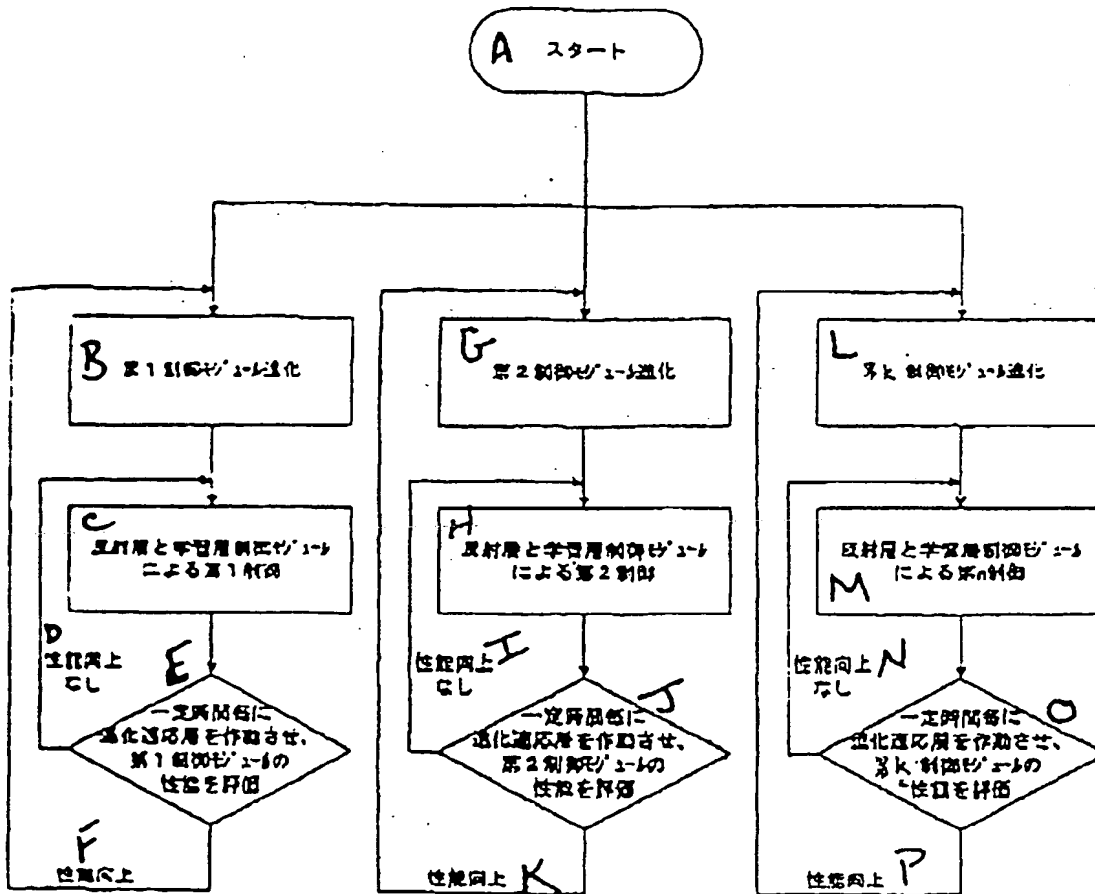 A スタート
B 第1制御モジュール進化
G 第2制御モジュール進化
L 第k制御モジュール進化
C
反射層と学習層制御モジュール
による第1制御
H
反射層と学習層制御モジュール
による第2制御
反射層と学習層制御モジュール
による第n制御
M
D
性能向上
なし
E
一定時間毎に
進化適応層を作動させ、
第1制御モジュールの
性能を評価
F
性能向上
性能向上 I
なし
J
一定時間毎に
進化適応層を作動させ、
第2制御モジュールの
性能を評価
性能向上 K
性能向上 N
なし
O
一定時間毎に
進化適応層を作動させ、
第k制御モジュールの
性能を評価
性能向上 P